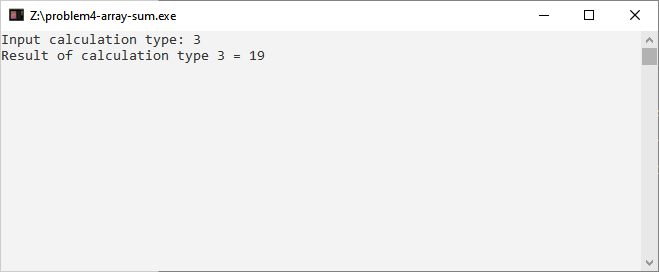 Z:\problem4-array-sum.exe
Input calculation type: 3
Result of calculation type 3 = 19